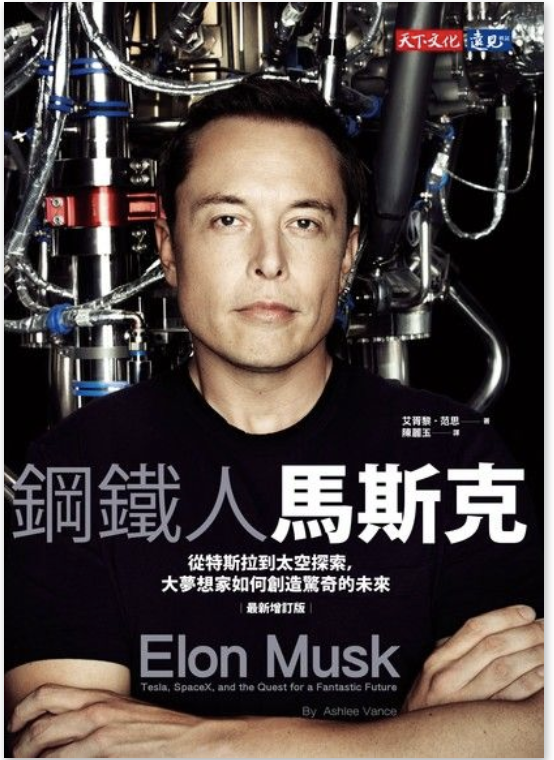 天下文化
遠見
艾胥黎・范思 著
陳麗玉 譯
鋼鐵人馬斯克
從特斯拉到太空探索,
大夢想家如何創造驚奇的未來
|最新增訂版|
Elon Musk
Tesla, SpaceX, and the Quest for a Fantastic Future
By Ashlee Vance